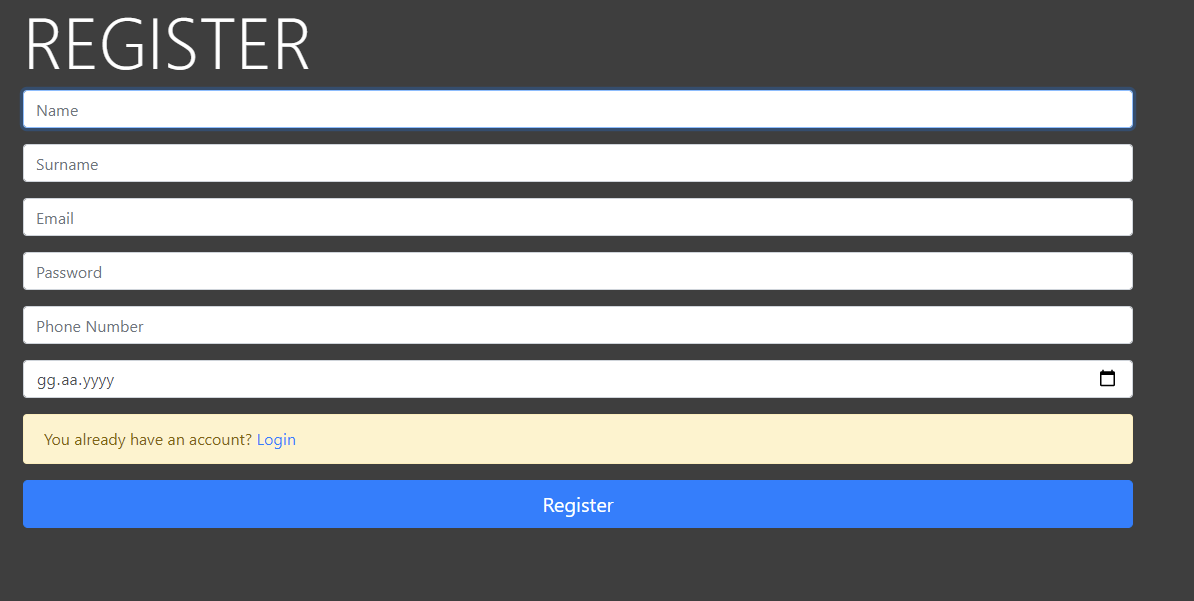 REGISTER
Name
Surname
Email
Password
Phone Number
gg.aa.yyyy
You already have an account? Login
Register